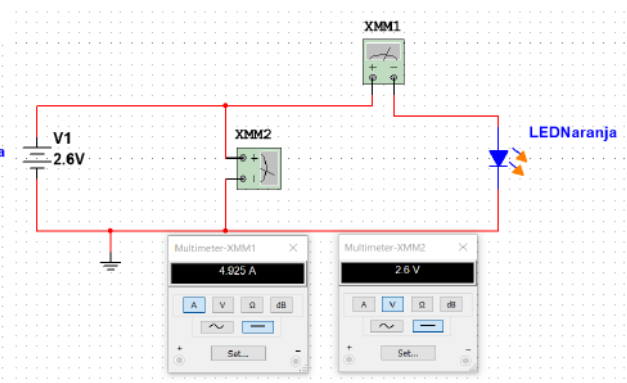 XMM1
LEDNaranja
V1
2.6V
XMM2
a
Multimeter-XMM1
4.925 A
A V Ω dB
Set...
+ -
Multimeter-XMM2
2.6 V
A V Ω dB
Set...
+ -